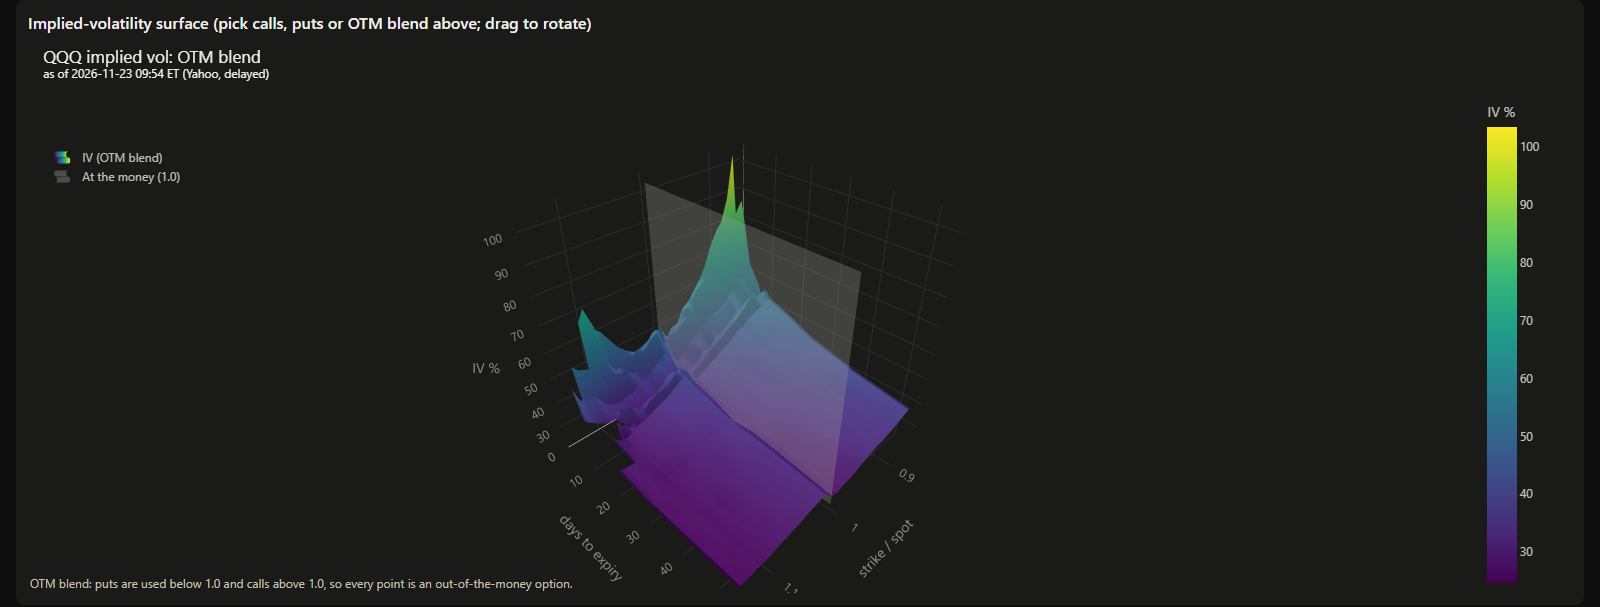 Implied-volatility surface (pick calls, puts or OTM blend above; drag to rotate)
QQQ implied vol: OTM blend
as of 2026-11-23 09:54 ET (Yahoo, delayed)
IV %
IV (OTM blend)
At the money (1.0)
100
90
80
70
60
50
40
30
IV %
0
10
20
30
40
days to expiry
0.9
1
1.1
strike / spot
100
90
80
70
60
50
40
30
OTM blend: puts are used below 1.0 and calls above 1.0, so every point is an out-of-the-money option.